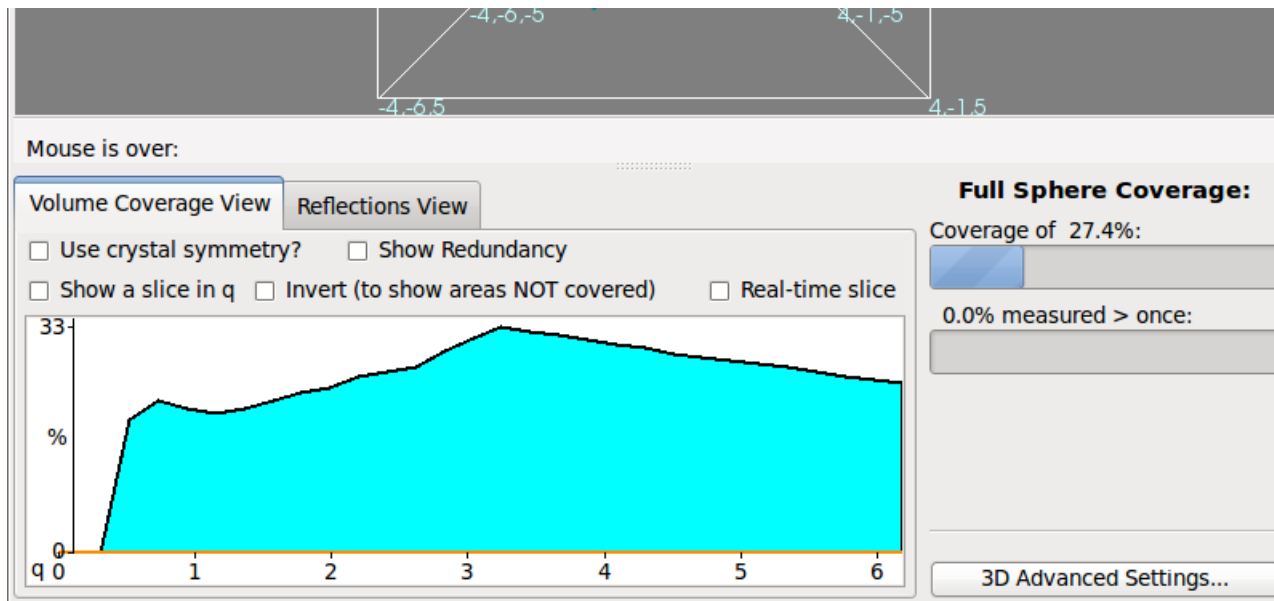 -4,-6,-5
4,-1,-5
-4,-6,5
4,-1,5
Mouse is over:
Volume Coverage View
Reflections View
Use crystal symmetry?
Show Redundancy
Show a slice in q
Invert (to show areas NOT covered)
Real-time slice
33
%
0
q 0 1 2 3 4 5 6
Full Sphere Coverage:
Coverage of 27.4%:
0.0% measured > once:
3D Advanced Settings...